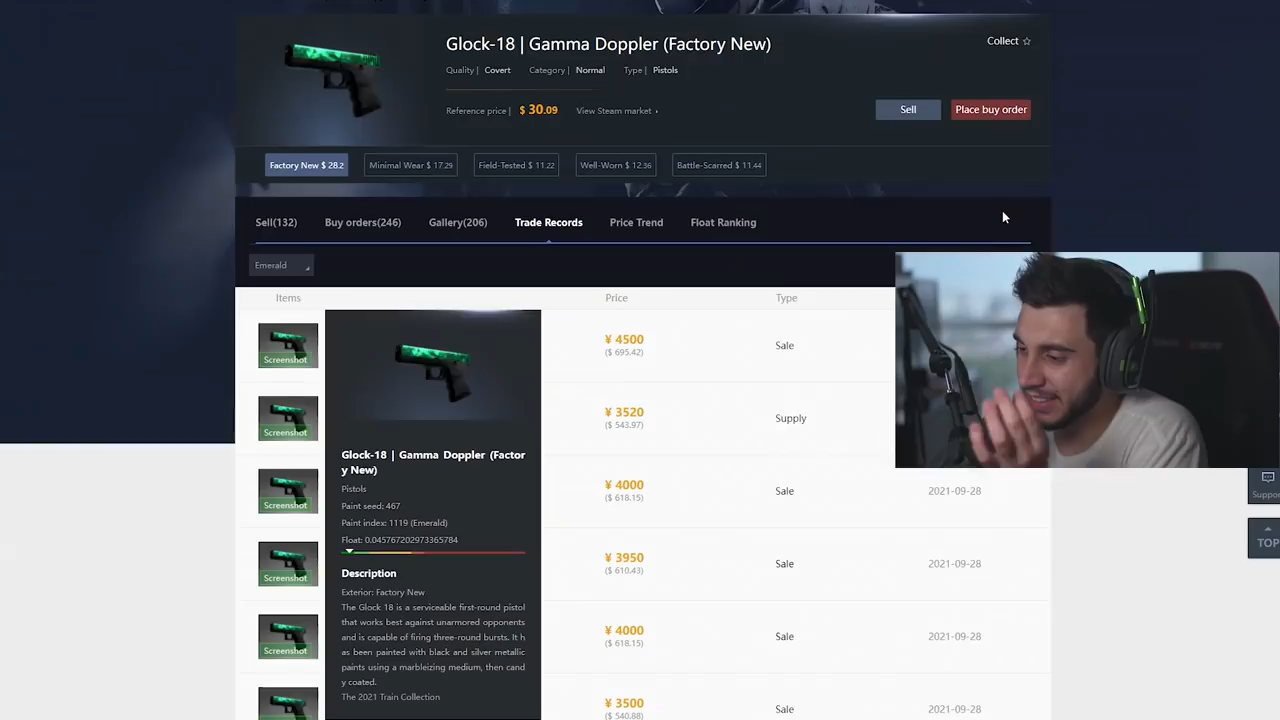 Glock-18 | Gamma Doppler (Factory New)
Collect
Quality | Covert Category | Normal Type | Pistols
Reference price | $ 30.09 View Steam market
Sell
Place buy order
Factory New $ 28.2
Minimal Wear $ 17.29
Field-Tested $ 11.22
Well-Worn $ 12.36
Battle-Scarred $ 11.44
Sell(132) Buy orders(246) Gallery(206) Trade Records Price Trend Float Ranking
Emerald
Items Price Type
Screenshot
¥ 4500
($ 695.42)
Sale
Screenshot
¥ 3520
($ 543.97)
Supply
Screenshot
¥ 4000
($ 618.15)
Sale
2021-09-28
Screenshot
¥ 3950
($ 610.43)
Sale
2021-09-28
Screenshot
¥ 4000
($ 618.15)
Sale
2021-09-28
¥ 3500
($ 540.88)
Sale
2021-09-28
Glock-18 | Gamma Doppler (Factor
y New)
Pistols
Paint seed: 467
Paint index: 1119 (Emerald)
Float: 0.045767202973365784
Description
Exterior: Factory New
The Glock 18 is a serviceable first-round pistol
that works best against unarmored opponents
and is capable of firing three-round bursts. It h
as been painted with black and silver metallic
paints using a marbleizing medium, then cand
y coated.
The 2021 Train Collection
Suppor
TOP